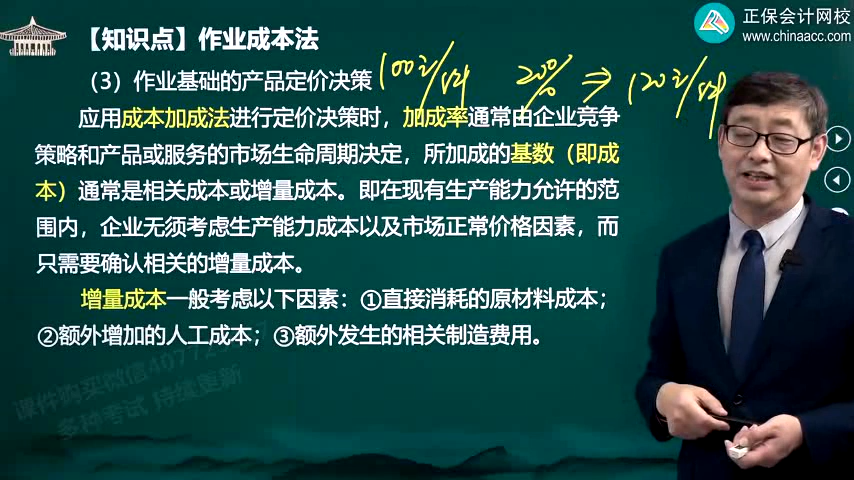 正保会计网校
www.chinaacc.com
【知识点】作业成本法
（3）作业基础的产品定价决策
100元/件 20% ⇒ 120元/件
应用成本加成法进行定价决策时，加成率通常由企业竞争
策略和产品或服务的市场生命周期决定，所加成的基数（即成
本）通常是相关成本或增量成本。即在现有生产能力允许的范
围内，企业无须考虑生产能力成本以及市场正常价格因素，而
只需要确认相关的增量成本。
增量成本一般考虑以下因素：①直接消耗的原材料成本；
②额外增加的人工成本；③额外发生的相关制造费用。
课件购买微信40772
多种考试 持续更新